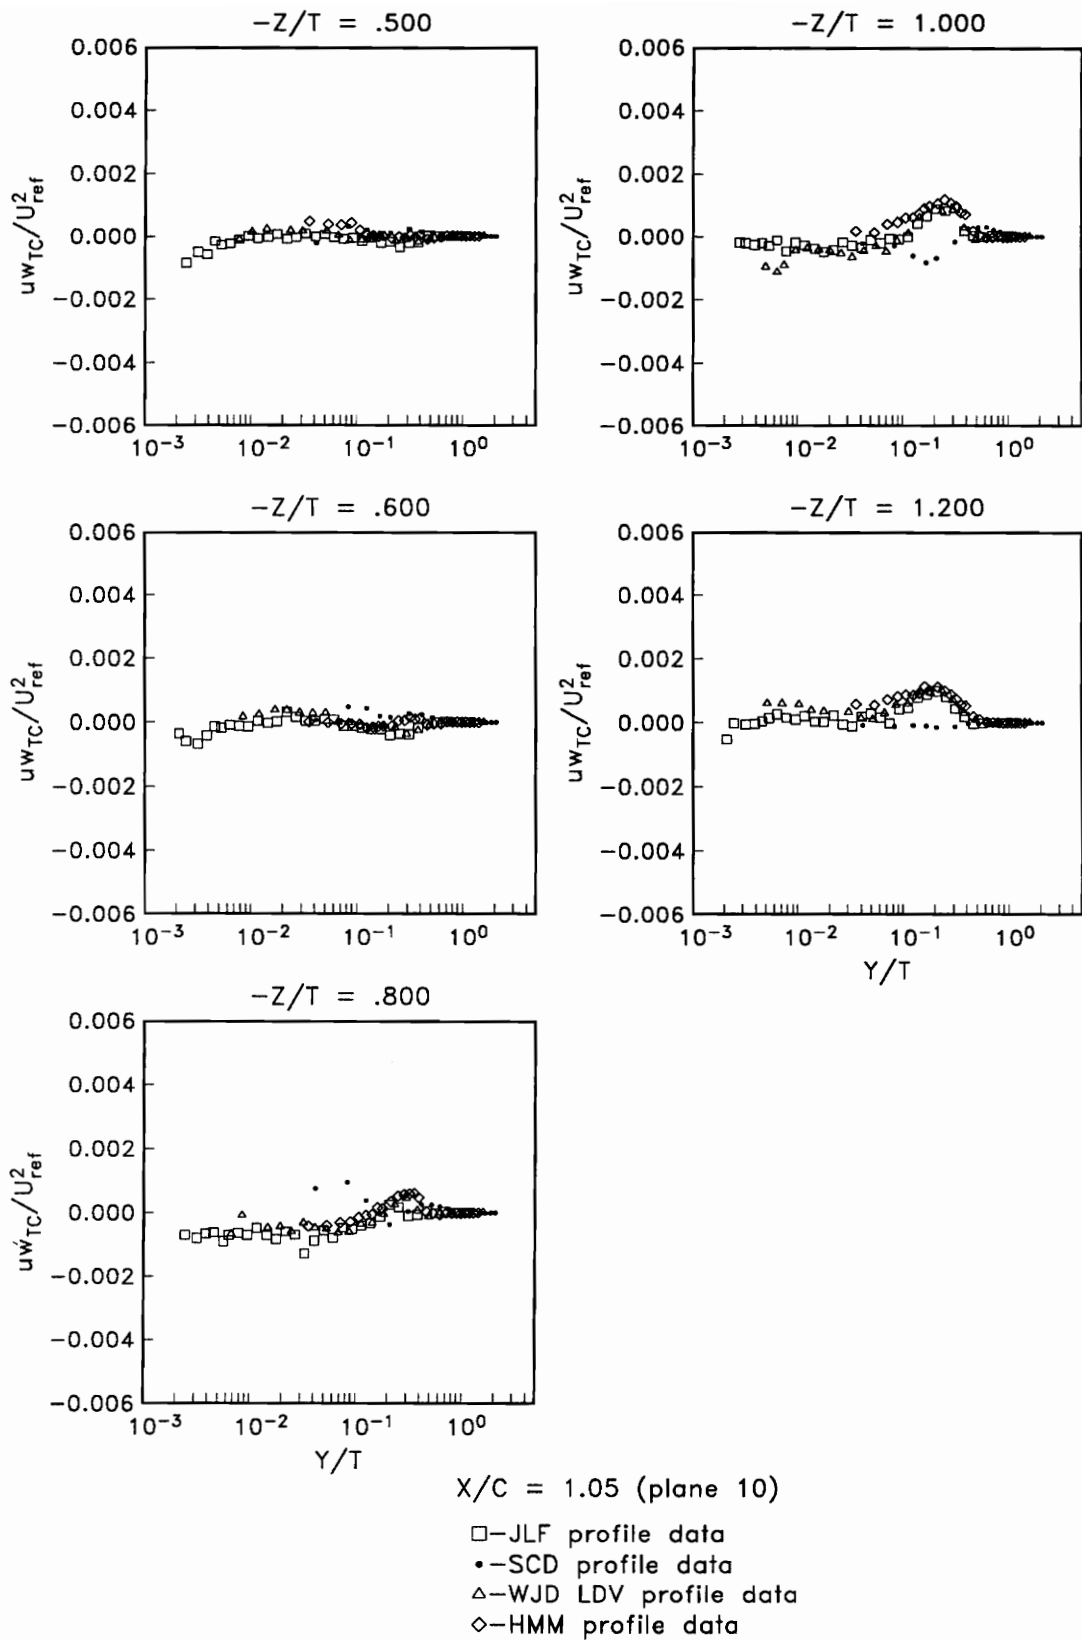 −Z/T = .500
0.006
0.004
0.002
0.000
−0.002
−0.004
−0.006
uw_TC/U²_ref
10⁻³ 10⁻² 10⁻¹ 10⁰
−Z/T = 1.000
0.006
0.004
0.002
0.000
−0.002
−0.004
−0.006
uw_TC/U²_ref
10⁻³ 10⁻² 10⁻¹ 10⁰
−Z/T = .600
0.006
0.004
0.002
0.000
−0.002
−0.004
−0.006
uw_TC/U²_ref
10⁻³ 10⁻² 10⁻¹ 10⁰
−Z/T = 1.200
0.006
0.004
0.002
0.000
−0.002
−0.004
−0.006
uw_TC/U²_ref
10⁻³ 10⁻² 10⁻¹ 10⁰
Y/T
−Z/T = .800
0.006
0.004
0.002
0.000
−0.002
−0.004
−0.006
uw_TC/U²_ref
10⁻³ 10⁻² 10⁻¹ 10⁰
Y/T
X/C = 1.05 (plane 10)
□−JLF profile data
•−SCD profile data
△−WJD LDV profile data
◇−HMM profile data